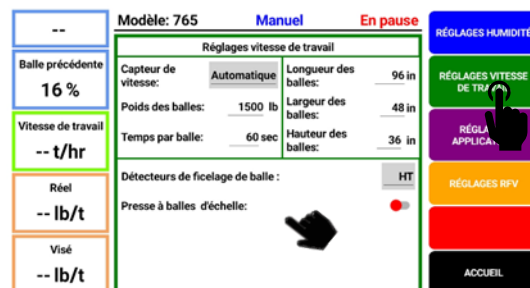 --
Modèle: 765 Manuel En pause
Balle précédente
16 %
Vitesse de travail
-- t/hr
Réel
-- lb/t
Visé
-- lb/t
Réglages vitesse de travail
Capteur de
vitesse: Automatique
Poids des balles: 1500 lb
Temps par balle: 60 sec
Longueur des
balles: 96 in
Largeur des
balles: 48 in
Hauteur des
balles: 36 in
Détecteurs de ficelage de balle : HT
Presse à balles d'échelle:
RÉGLAGES HUMIDITÉ
RÉGLAGES VITESSE
DE
RÉGLAGES RFV
ACCUEIL